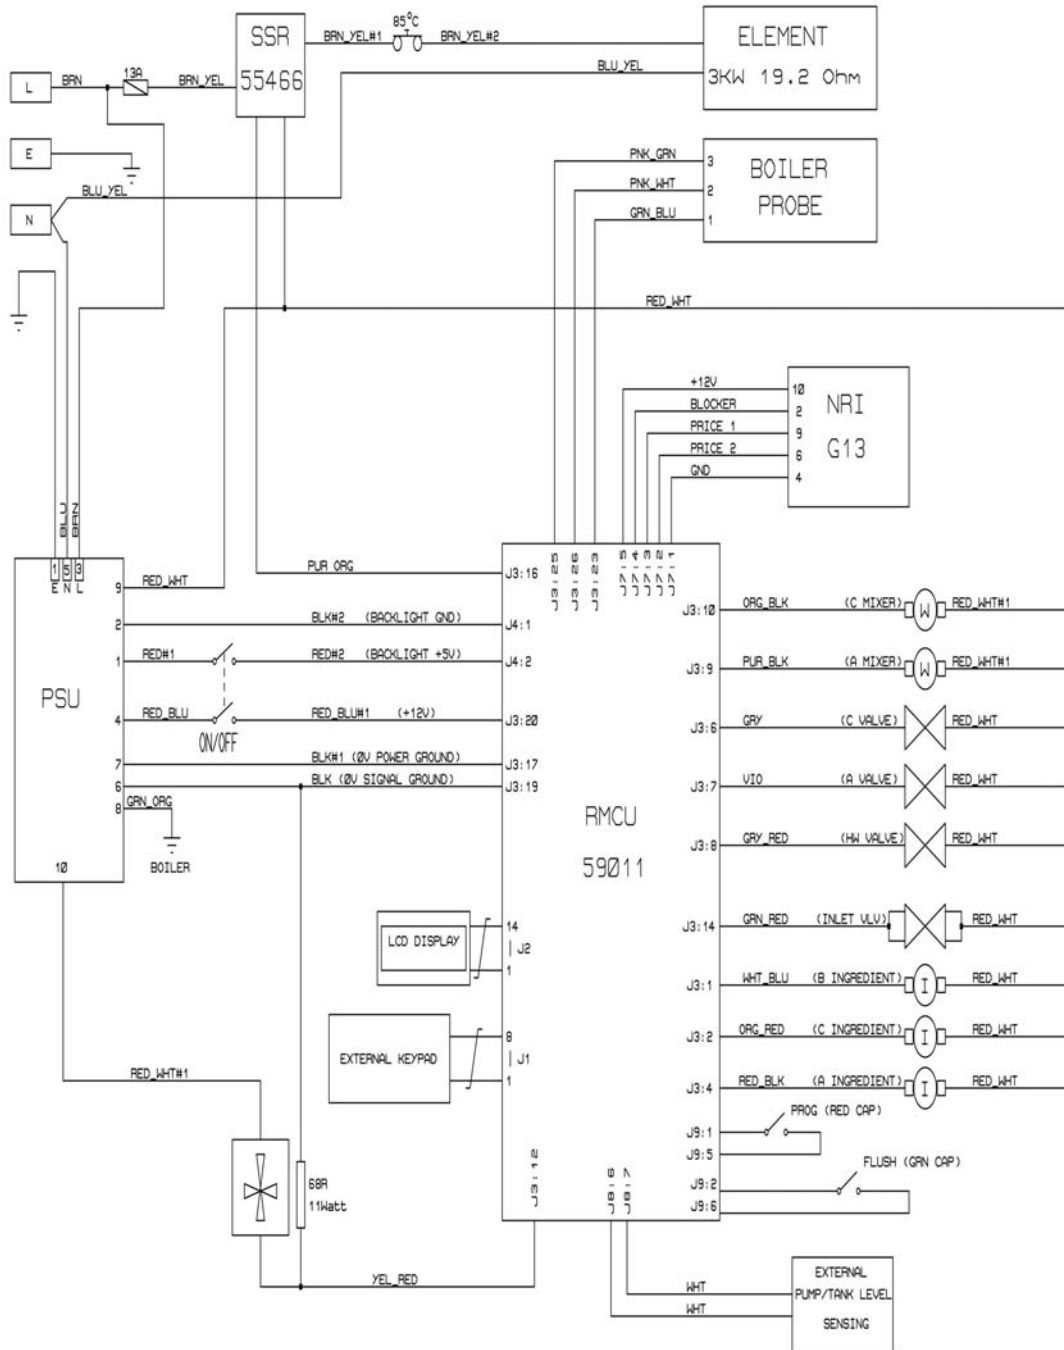 85°C
SSR
55466
BRN_YEL#1
BRN_YEL#2
ELEMENT
3KW 19.2 Ohm
BLU_YEL
L
BRN
13A
BRN_YEL
E
BLU_YEL
N
PNK_GRN
3
PNK_WHT
2
GRN_BLU
1
BOILER
PROBE
RED_WHT
+12V
10
BLOCKER
2
PRICE 1
9
PRICE 2
6
GND
4
NRI
G13
BLU
BRN
1
5
3
E N L
PSU
9
RED_WHT
2
1
RED#1
4
RED_BLU
ON/OFF
7
6
8
GRN_ORG
BOILER
10
PUR ORG
J3:16
BLK#2 (BACKLIGHT GND)
J4:1
RED#2 (BACKLIGHT +5V)
J4:2
RED_BLU#1 (+12V)
J3:20
BLK#1 (0V POWER GROUND)
J3:17
BLK (0V SIGNAL GROUND)
J3:19
J3:25
J3:26
J3:23
J7:5
J7:4
J7:3
J7:2
J7:1
RMCU
59011
J3:10
ORG_BLK
(C MIXER)
W
RED_WHT#1
J3:9
PUR_BLK
(A MIXER)
W
RED_WHT#1
J3:6
GRY
(C VALVE)
RED_WHT
J3:7
VIO
(A VALVE)
RED_WHT
J3:8
GRY_RED
(HW VALVE)
RED_WHT
J3:14
GRN_RED
(INLET VLV)
RED_WHT
J3:1
WHT_BLU
(B INGREDIENT)
I
RED_WHT
J3:2
ORG_RED
(C INGREDIENT)
I
RED_WHT
J3:4
RED_BLK
(A INGREDIENT)
I
RED_WHT
LCD DISPLAY
14
J2
1
EXTERNAL KEYPAD
8
J1
1
J9:1
PROG (RED CAP)
J9:5
J9:2
FLUSH (GRN CAP)
J9:6
RED_WHT#1
68R
11Watt
YEL_RED
J3:12
J8:6
J8:7
WHT
WHT
EXTERNAL
PUMP/TANK LEVEL
SENSING